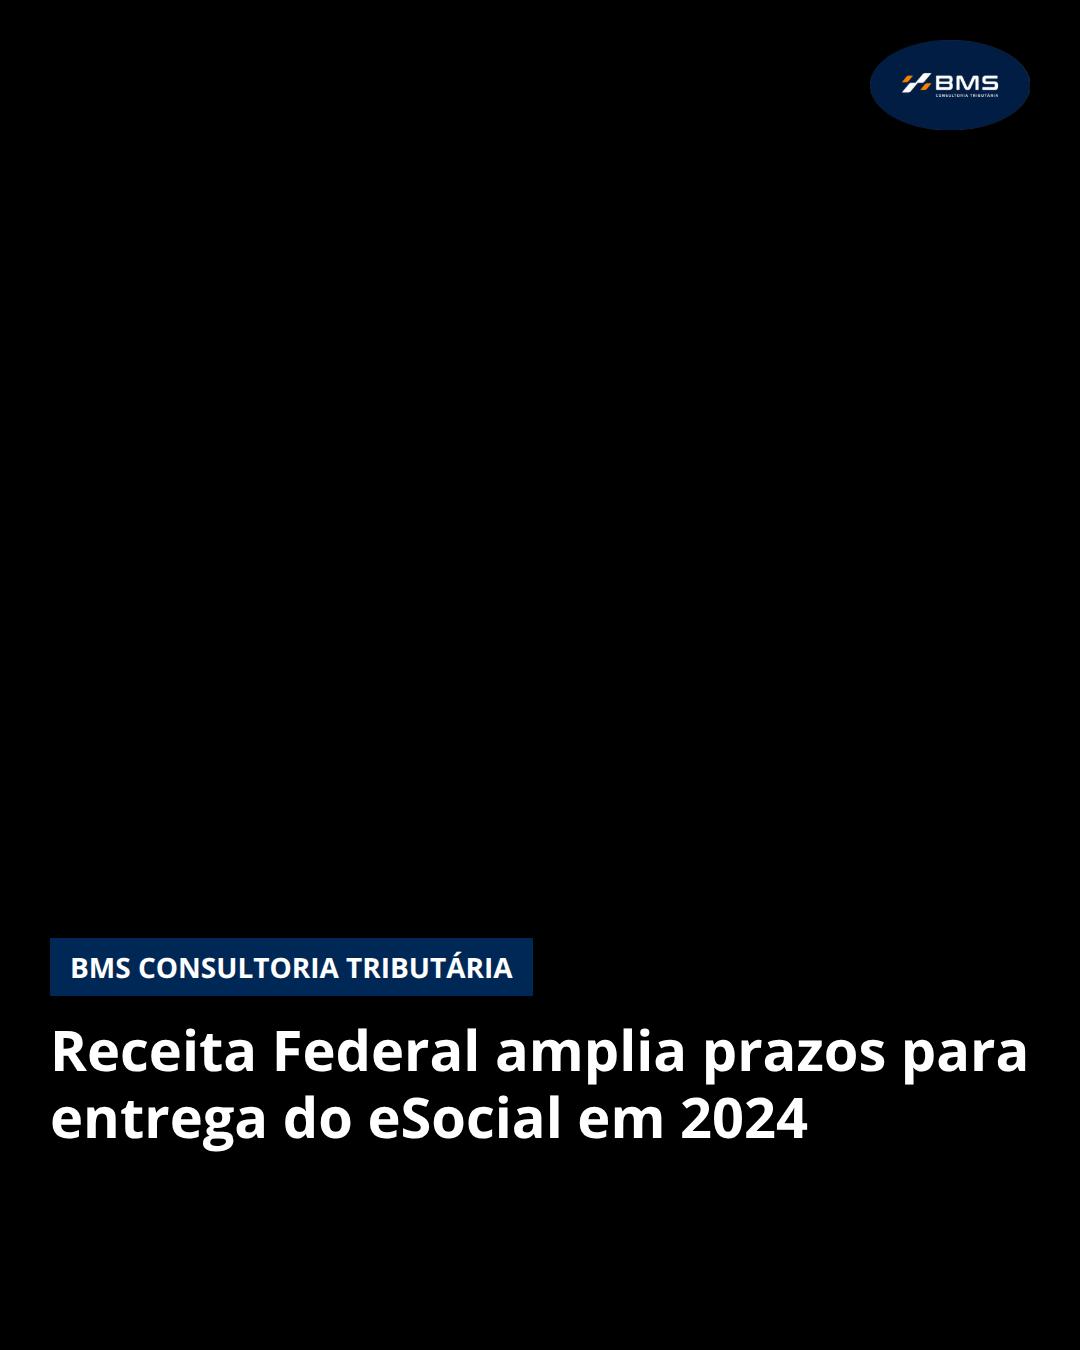 BMS
CONSULTORIA TRIBUTÁRIA
BMS CONSULTORIA TRIBUTÁRIA
Receita Federal amplia prazos para
entrega do eSocial em 2024